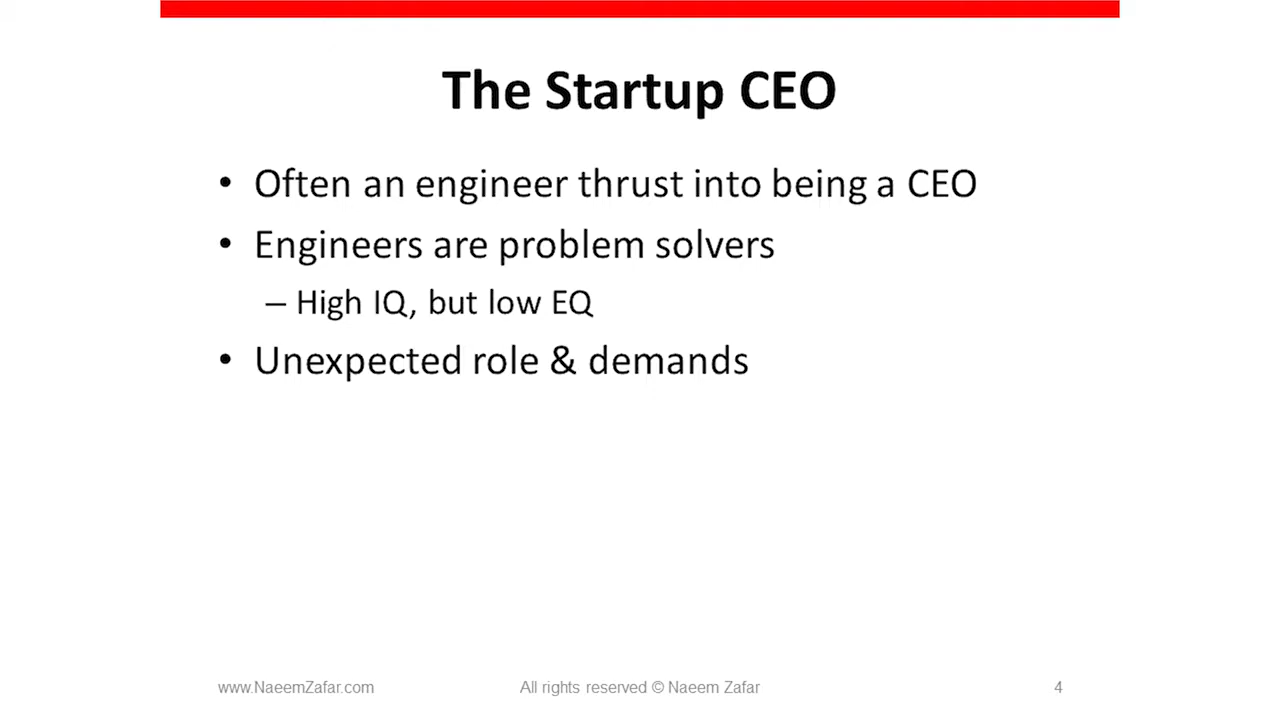 The Startup CEO
• Often an engineer thrust into being a CEO
• Engineers are problem solvers
– High IQ, but low EQ
• Unexpected role & demands
www.NaeemZafar.com All rights reserved © Naeem Zafar 4